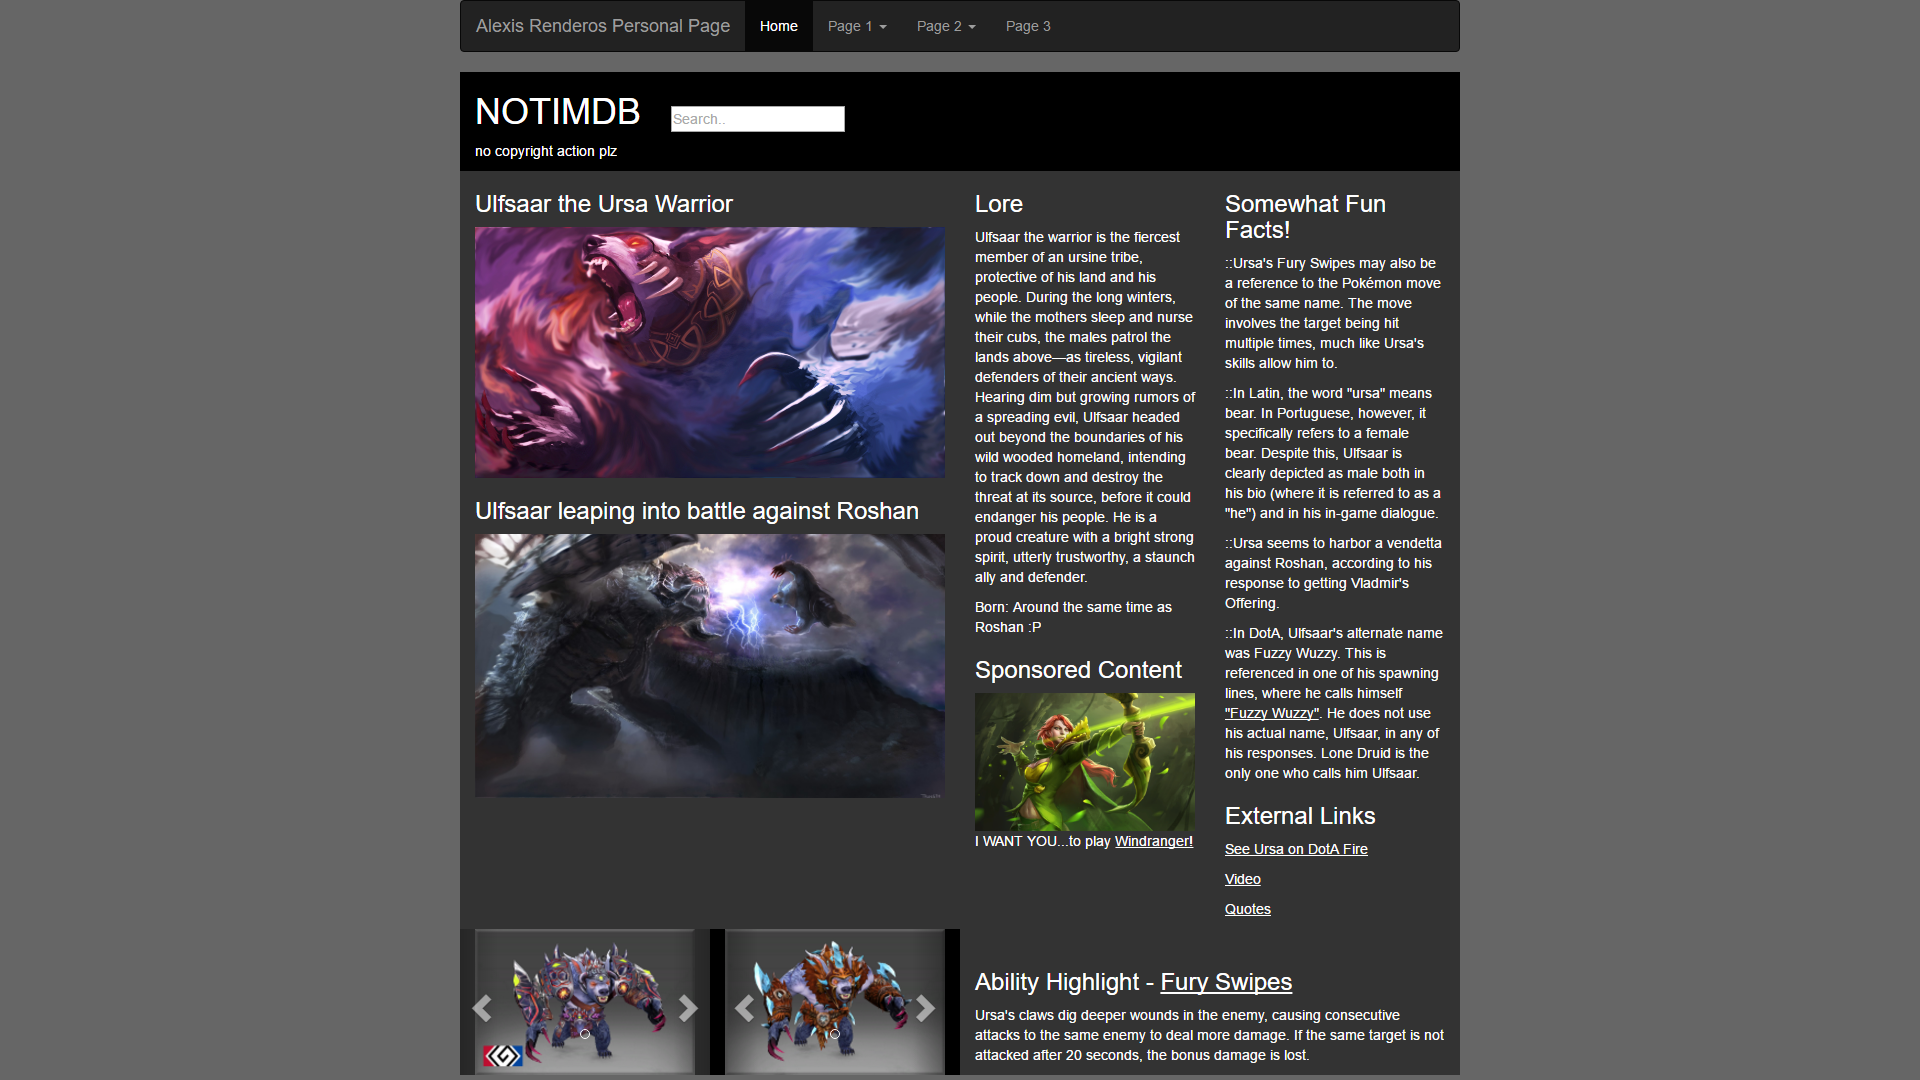 Alexis Renderos Personal Page Home Page 1 Page 2 Page 3
NOTIMDB
Search..
no copyright action plz
Ulfsaar the Ursa Warrior
Ulfsaar leaping into battle against Roshan
Lore
Ulfsaar the warrior is the fiercest
member of an ursine tribe,
protective of his land and his
people. During the long winters,
while the mothers sleep and nurse
their cubs, the males patrol the
lands above—as tireless, vigilant
defenders of their ancient ways.
Hearing dim but growing rumors of
a spreading evil, Ulfsaar headed
out beyond the boundaries of his
wild wooded homeland, intending
to track down and destroy the
threat at its source, before it could
endanger his people. He is a
proud creature with a bright strong
spirit, utterly trustworthy, a staunch
ally and defender.
Born: Around the same time as
Roshan :P
Sponsored Content
I WANT YOU...to play Windranger!
Somewhat Fun
Facts!
::Ursa's Fury Swipes may also be
a reference to the Pokémon move
of the same name. The move
involves the target being hit
multiple times, much like Ursa's
skills allow him to.
::In Latin, the word "ursa" means
bear. In Portuguese, however, it
specifically refers to a female
bear. Despite this, Ulfsaar is
clearly depicted as male both in
his bio (where it is referred to as a
"he") and in his in-game dialogue.
::Ursa seems to harbor a vendetta
against Roshan, according to his
response to getting Vladmir's
Offering.
::In DotA, Ulfsaar's alternate name
was Fuzzy Wuzzy. This is
referenced in one of his spawning
lines, where he calls himself
"Fuzzy Wuzzy". He does not use
his actual name, Ulfsaar, in any of
his responses. Lone Druid is the
only one who calls him Ulfsaar.
External Links
See Ursa on DotA Fire
Video
Quotes
Ability Highlight - Fury Swipes
Ursa's claws dig deeper wounds in the enemy, causing consecutive
attacks to the same enemy to deal more damage. If the same target is not
attacked after 20 seconds, the bonus damage is lost.